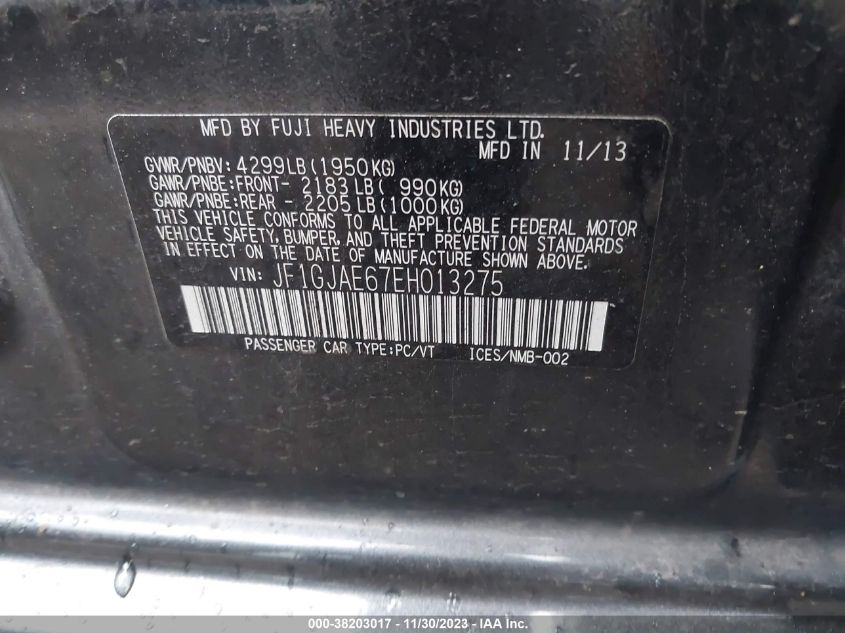 MFD BY FUJI HEAVY INDUSTRIES LTD.
MFD IN 11/13
GVWR/PNBV: 4299LB(1950KG)
GAWR/PNBE:FRONT- 2183LB( 990KG)
GAWR/PNBE:REAR - 2205LB(1000KG)
THIS VEHICLE CONFORMS TO ALL APPLICABLE FEDERAL MOTOR
VEHICLE SAFETY, BUMPER, AND THEFT PREVENTION STANDARDS
IN EFFECT ON THE DATE OF MANUFACTURE SHOWN ABOVE.
VIN: JF1GJAE67EH013275
PASSENGER CAR TYPE:PC/VT ICES/NMB-002
000-38203017 - 11/30/2023 - IAA Inc.